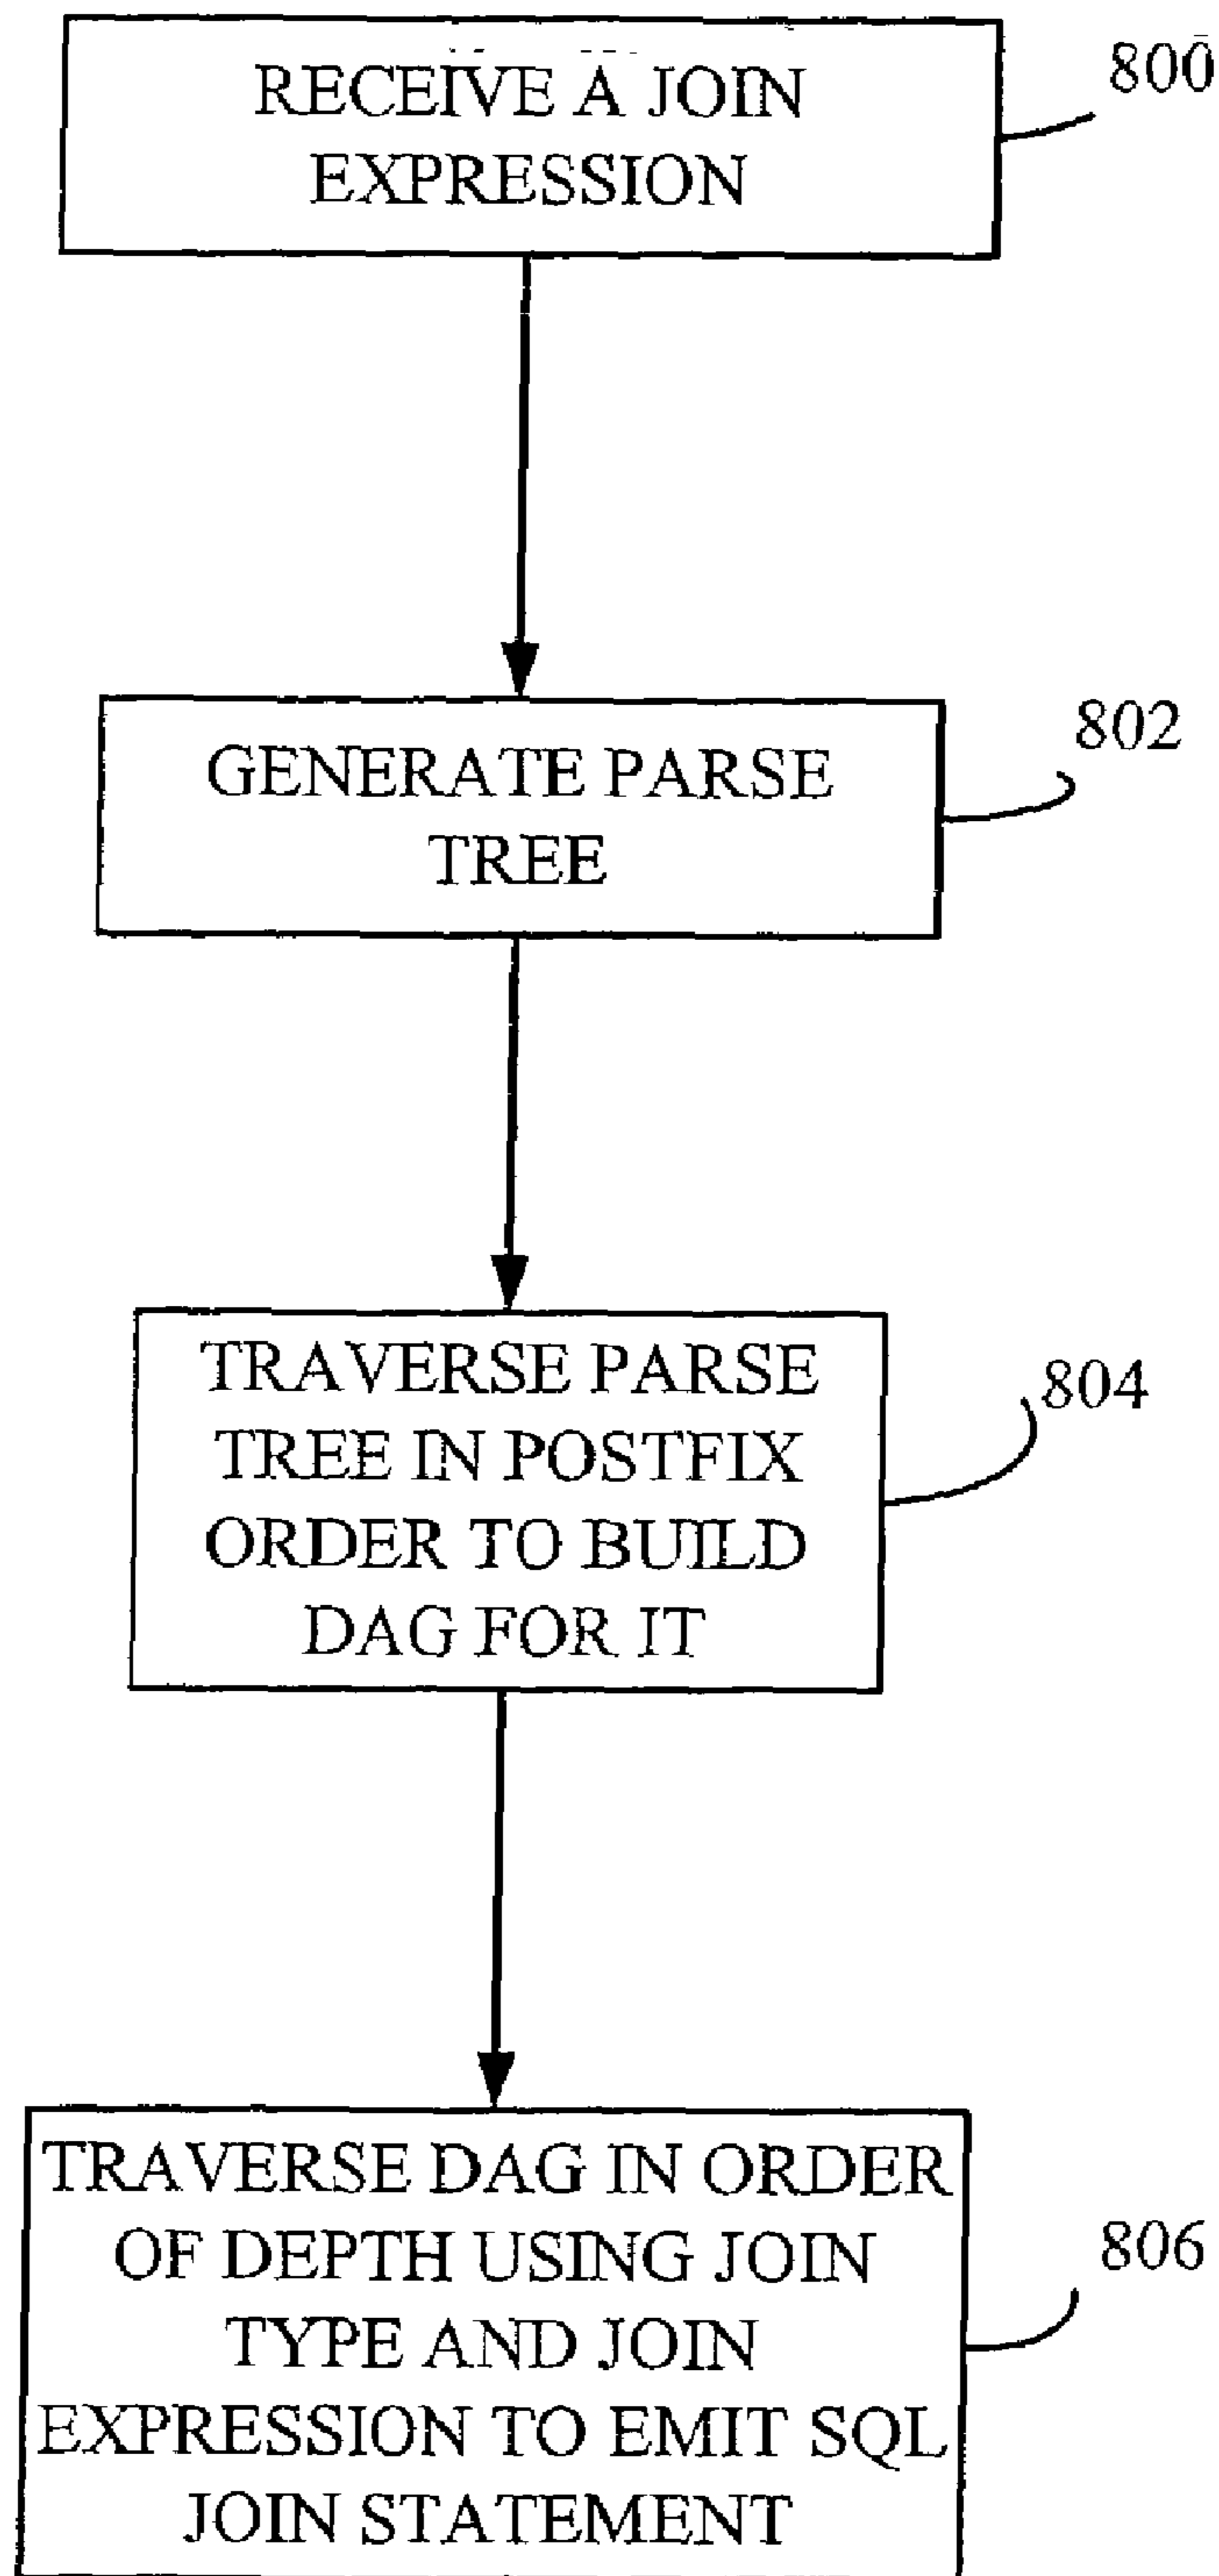 RECEIVE A JOIN
EXPRESSION
800
GENERATE PARSE
TREE
802
TRAVERSE PARSE
TREE IN POSTFIX
ORDER TO BUILD
DAG FOR IT
804
TRAVERSE DAG IN ORDER
OF DEPTH USING JOIN
TYPE AND JOIN
EXPRESSION TO EMIT SQL
JOIN STATEMENT
806